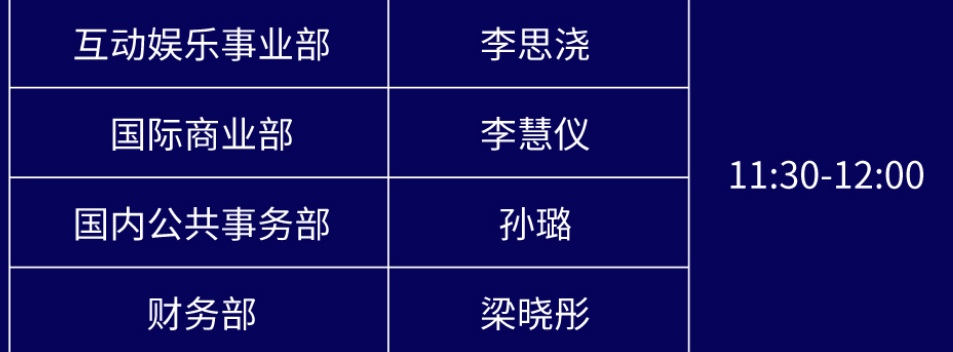 互动娱乐事业部 李思浇
国际商业部 李慧仪
11:30-12:00
国内公共事务部 孙璐
财务部 梁晓彤